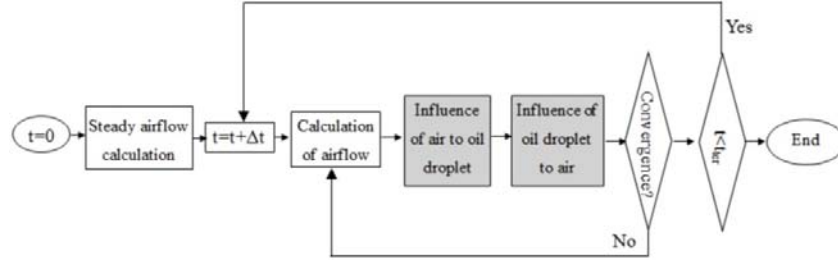 Yes
t=0
Steady airflow
calculation
t=t+Δt
Calculation
of airflow
Influence
of air to oil
droplet
Influence of
oil droplet
to air
Convergence?
End
No